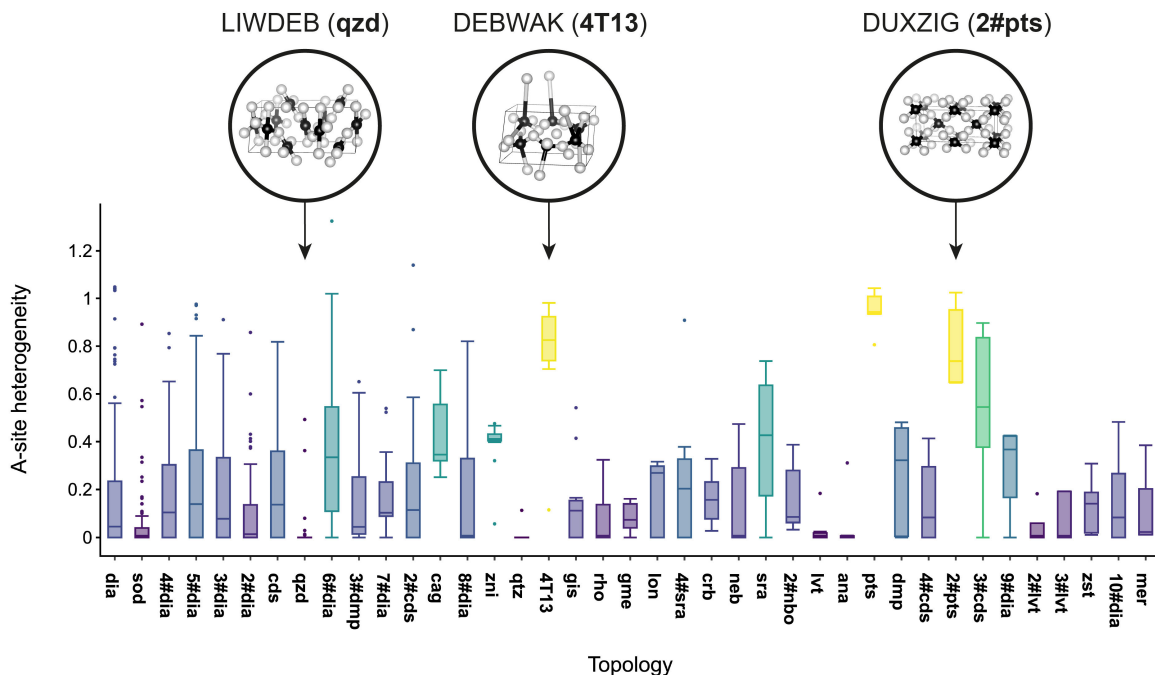 LIWDEB (qzd)
DEBWAK (4T13)
DUXZIG (2#pts)
A-site heterogeneity
1.2
1
0.8
0.6
0.4
0.2
0
dia
sod
4#dia
5#dia
3#dia
2#dia
cds
qzd
6#dia
3#dmp
7#dia
2#cds
cag
8#dia
zni
qtz
4T13
gis
rho
gme
lon
4#sra
crb
neb
sra
2#nbo
lvt
ana
pts
dmp
4#cds
2#pts
3#cds
9#dia
2#lvt
3#lvt
zst
10#dia
mer
Topology